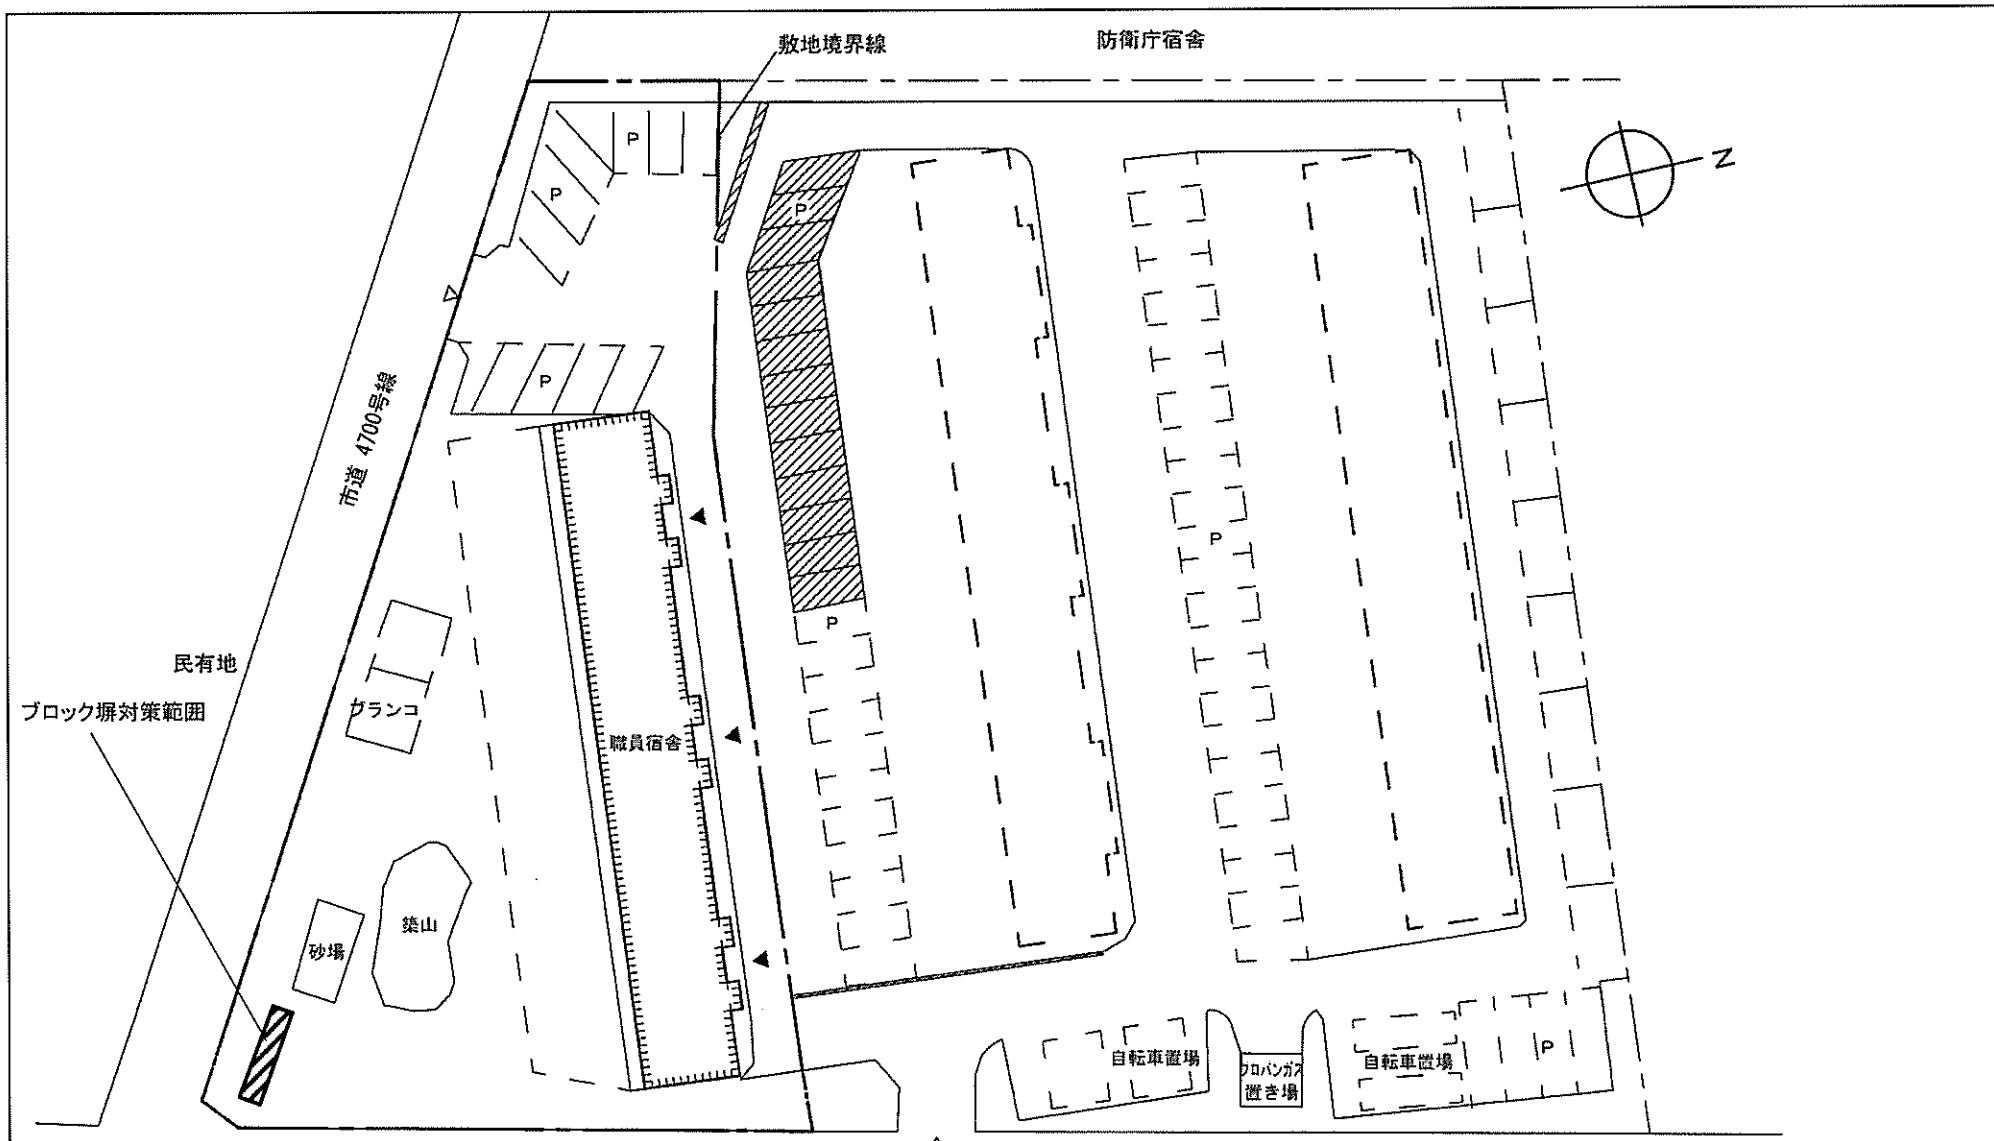 敷地境界線
防衛庁宿舎
P
P
P
N
P
市道 4700号線
P
P
民有地
ブロック塀対策範囲
ブランコ
職員宿舎
築山
砂場
自転車置場
プロパンガス
置き場
自転車置場
P